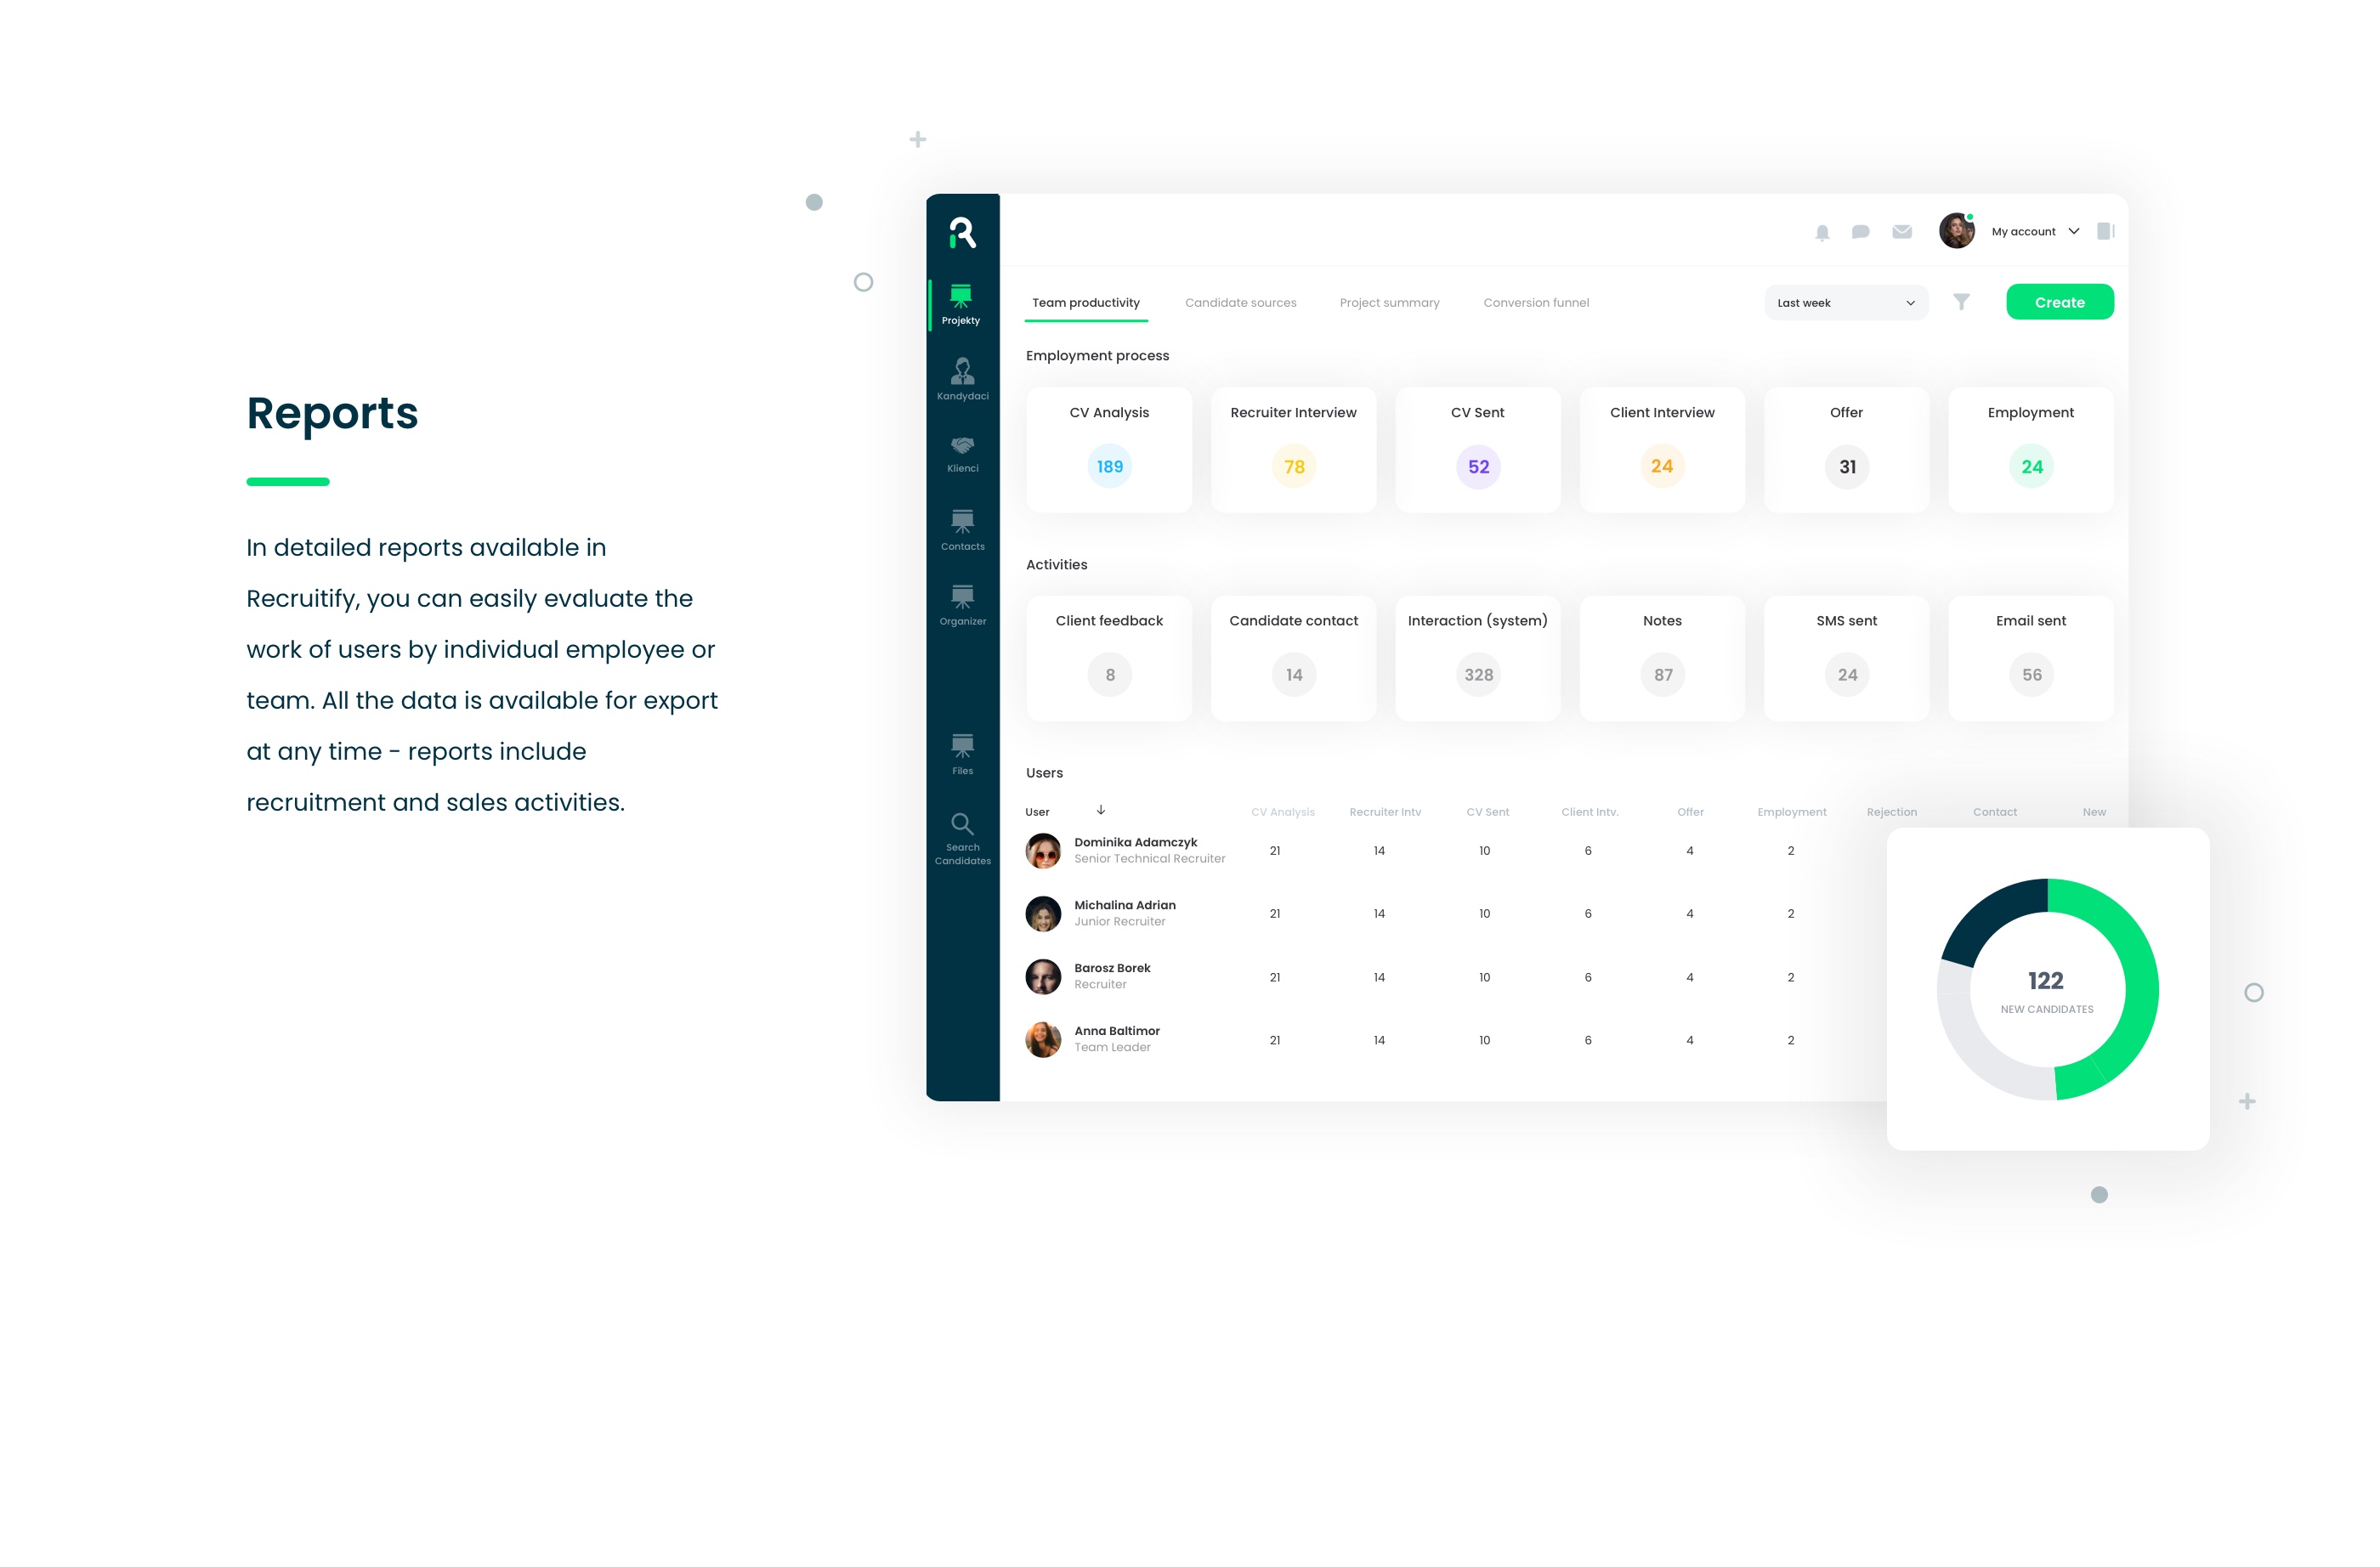 Reports
In detailed reports available in
Recruitify, you can easily evaluate the
work of users by individual employee or
team. All the data is available for export
at any time - reports include
recruitment and sales activities.
R
Projekty
Kandydaci
Klienci
Contacts
Organizer
Files
Search
Candidates
My account
Team productivity Candidate sources Project summary Conversion funnel Last week Create
Employment process
CV Analysis Recruiter Interview CV Sent Client Interview Offer Employment
189 78 52 24 31 24
Activities
Client feedback Candidate contact Interaction (system) Notes SMS sent Email sent
8 14 328 87 24 56
Users
User CV Analysis Recruiter Intv CV Sent Client Intv. Offer Employment Rejection Contact New
Dominika Adamczyk 21 14 10 6 4 2
Senior Technical Recruiter
Michalina Adrian 21 14 10 6 4 2
Junior Recruiter
Barosz Borek 21 14 10 6 4 2
Recruiter
Anna Baltimor 21 14 10 6 4 2
Team Leader
122
NEW CANDIDATES